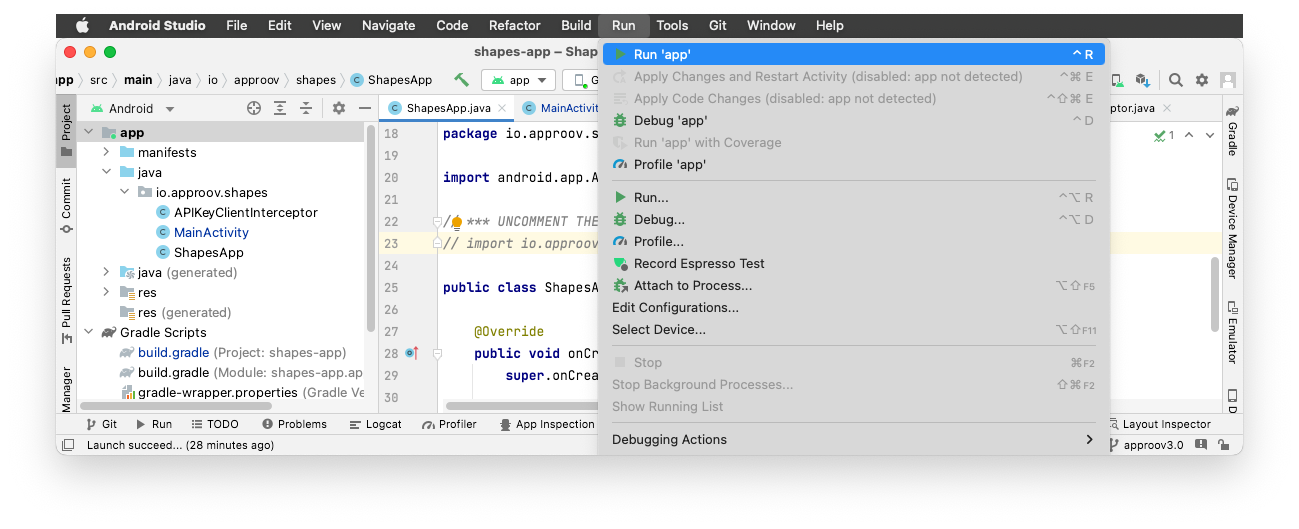 Android Studio File Edit View Navigate Code Refactor Build Run Tools Git Window Help
shapes-app – Shap
app src main java io approov shapes ShapesApp app G
Project
Commit
Pull Requests
Manager
Android
app
manifests
java
io.approov.shapes
APIKeyClientInterceptor
MainActivity
ShapesApp
java (generated)
res
res (generated)
Gradle Scripts
build.gradle (Project: shapes-app)
build.gradle (Module: shapes-app.ap
gradle-wrapper.properties (Gradle Ve
ShapesApp.java MainActivit ptor.java
18 package io.approov.s
19
20 import android.app.A
21
22 /* *** UNCOMMENT THE
23 // import io.approov
24
25 public class ShapesA
26
27 @Override
28 public void onCr
29 super.onCrea
30
1
Run 'app' ⌃ R
Apply Changes and Restart Activity (disabled: app not detected) ⌃⌘ E
Apply Code Changes (disabled: app not detected) ⌃⇧⌘ E
Debug 'app' ⌃ D
Run 'app' with Coverage
Profile 'app'
Run... ⌃⌥ R
Debug... ⌃⌥ D
Profile...
Record Espresso Test
Attach to Process... ⌥⇧F5
Edit Configurations...
Select Device... ⌥⇧F11
Stop ⌘F2
Stop Background Processes... ⇧⌘F2
Show Running List
Debugging Actions
Gradle
Device Manager
Emulator
D
Git Run TODO Problems Logcat Profiler App Inspection Layout Inspector
Launch succeed... (28 minutes ago) approov3.0